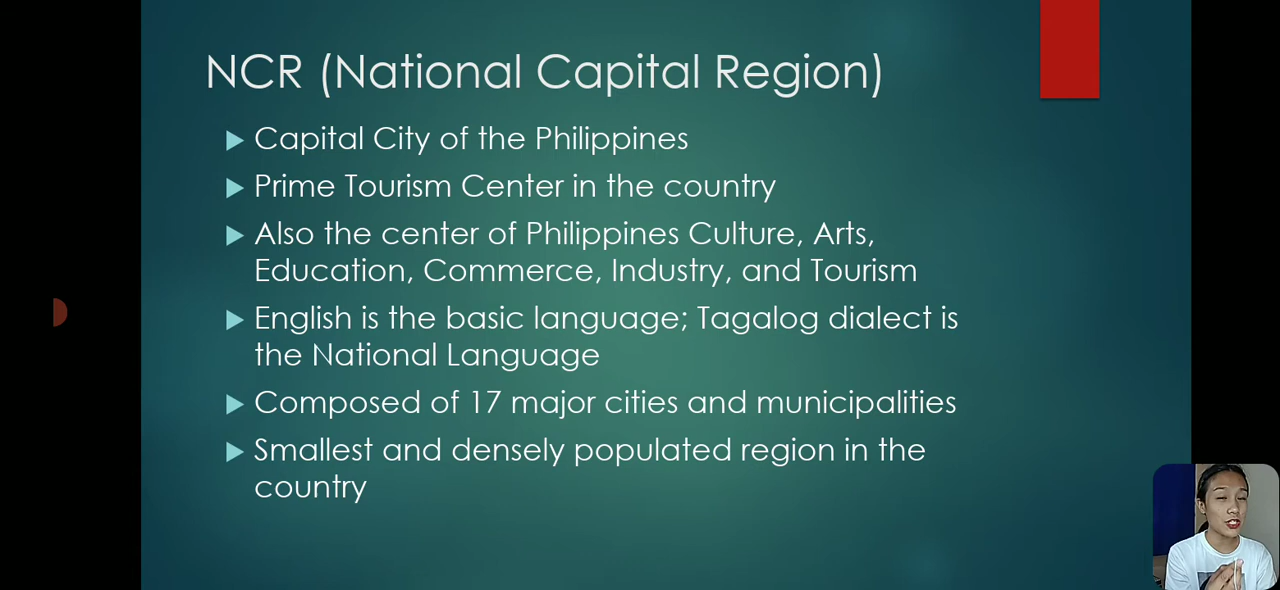 NCR (National Capital Region)
Capital City of the Philippines
Prime Tourism Center in the country
Also the center of Philippines Culture, Arts,
Education, Commerce, Industry, and Tourism
English is the basic language; Tagalog dialect is
the National Language
Composed of 17 major cities and municipalities
Smallest and densely populated region in the
country